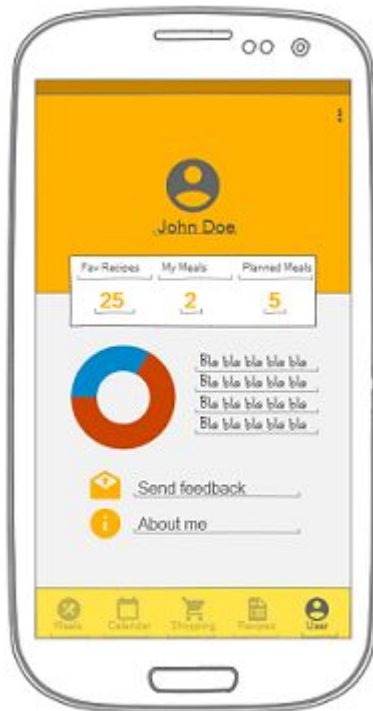 John Doe
Fav Recipes My Meals Planned Meals
25 2 5
Bla bla bla bla bla
Bla bla bla bla bla
Bla bla bla bla bla
Bla bla bla bla bla
Send feedback
About me
Meals Calendar Shopping Recipes User